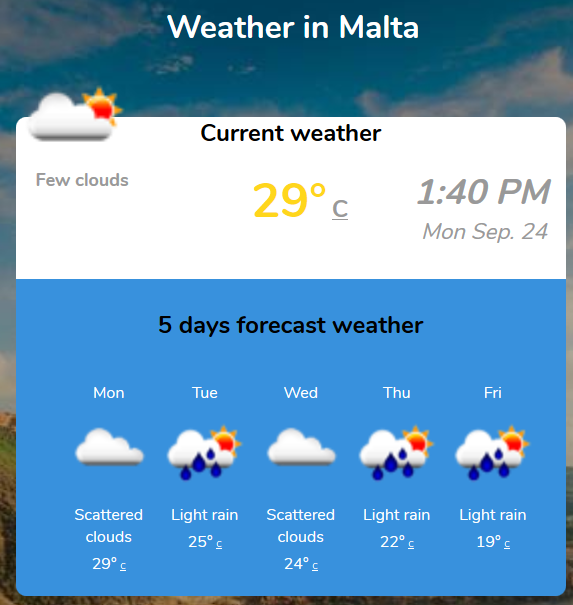 Weather in Malta
Current weather
Few clouds
29° C
1:40 PM
Mon Sep. 24
5 days forecast weather
Mon Tue Wed Thu Fri
Scattered clouds
29° C
Light rain
25° C
Scattered clouds
24° C
Light rain
22° C
Light rain
19° C